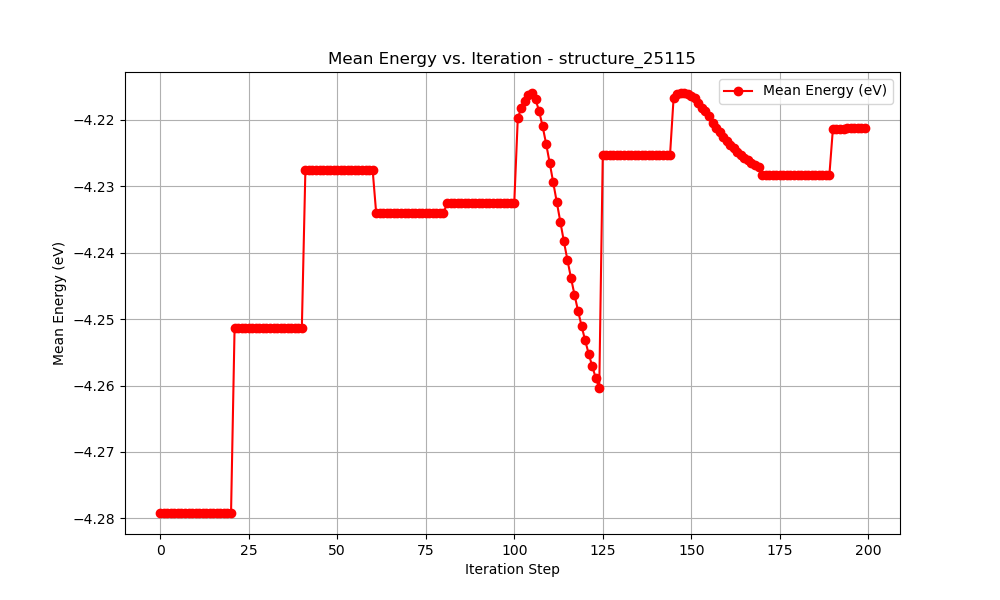 Mean Energy vs. Iteration - structure_25115
Mean Energy (eV)
Mean Energy (eV)
−4.22
−4.23
−4.24
−4.25
−4.26
−4.27
−4.28
0 25 50 75 100 125 150 175 200
Iteration Step